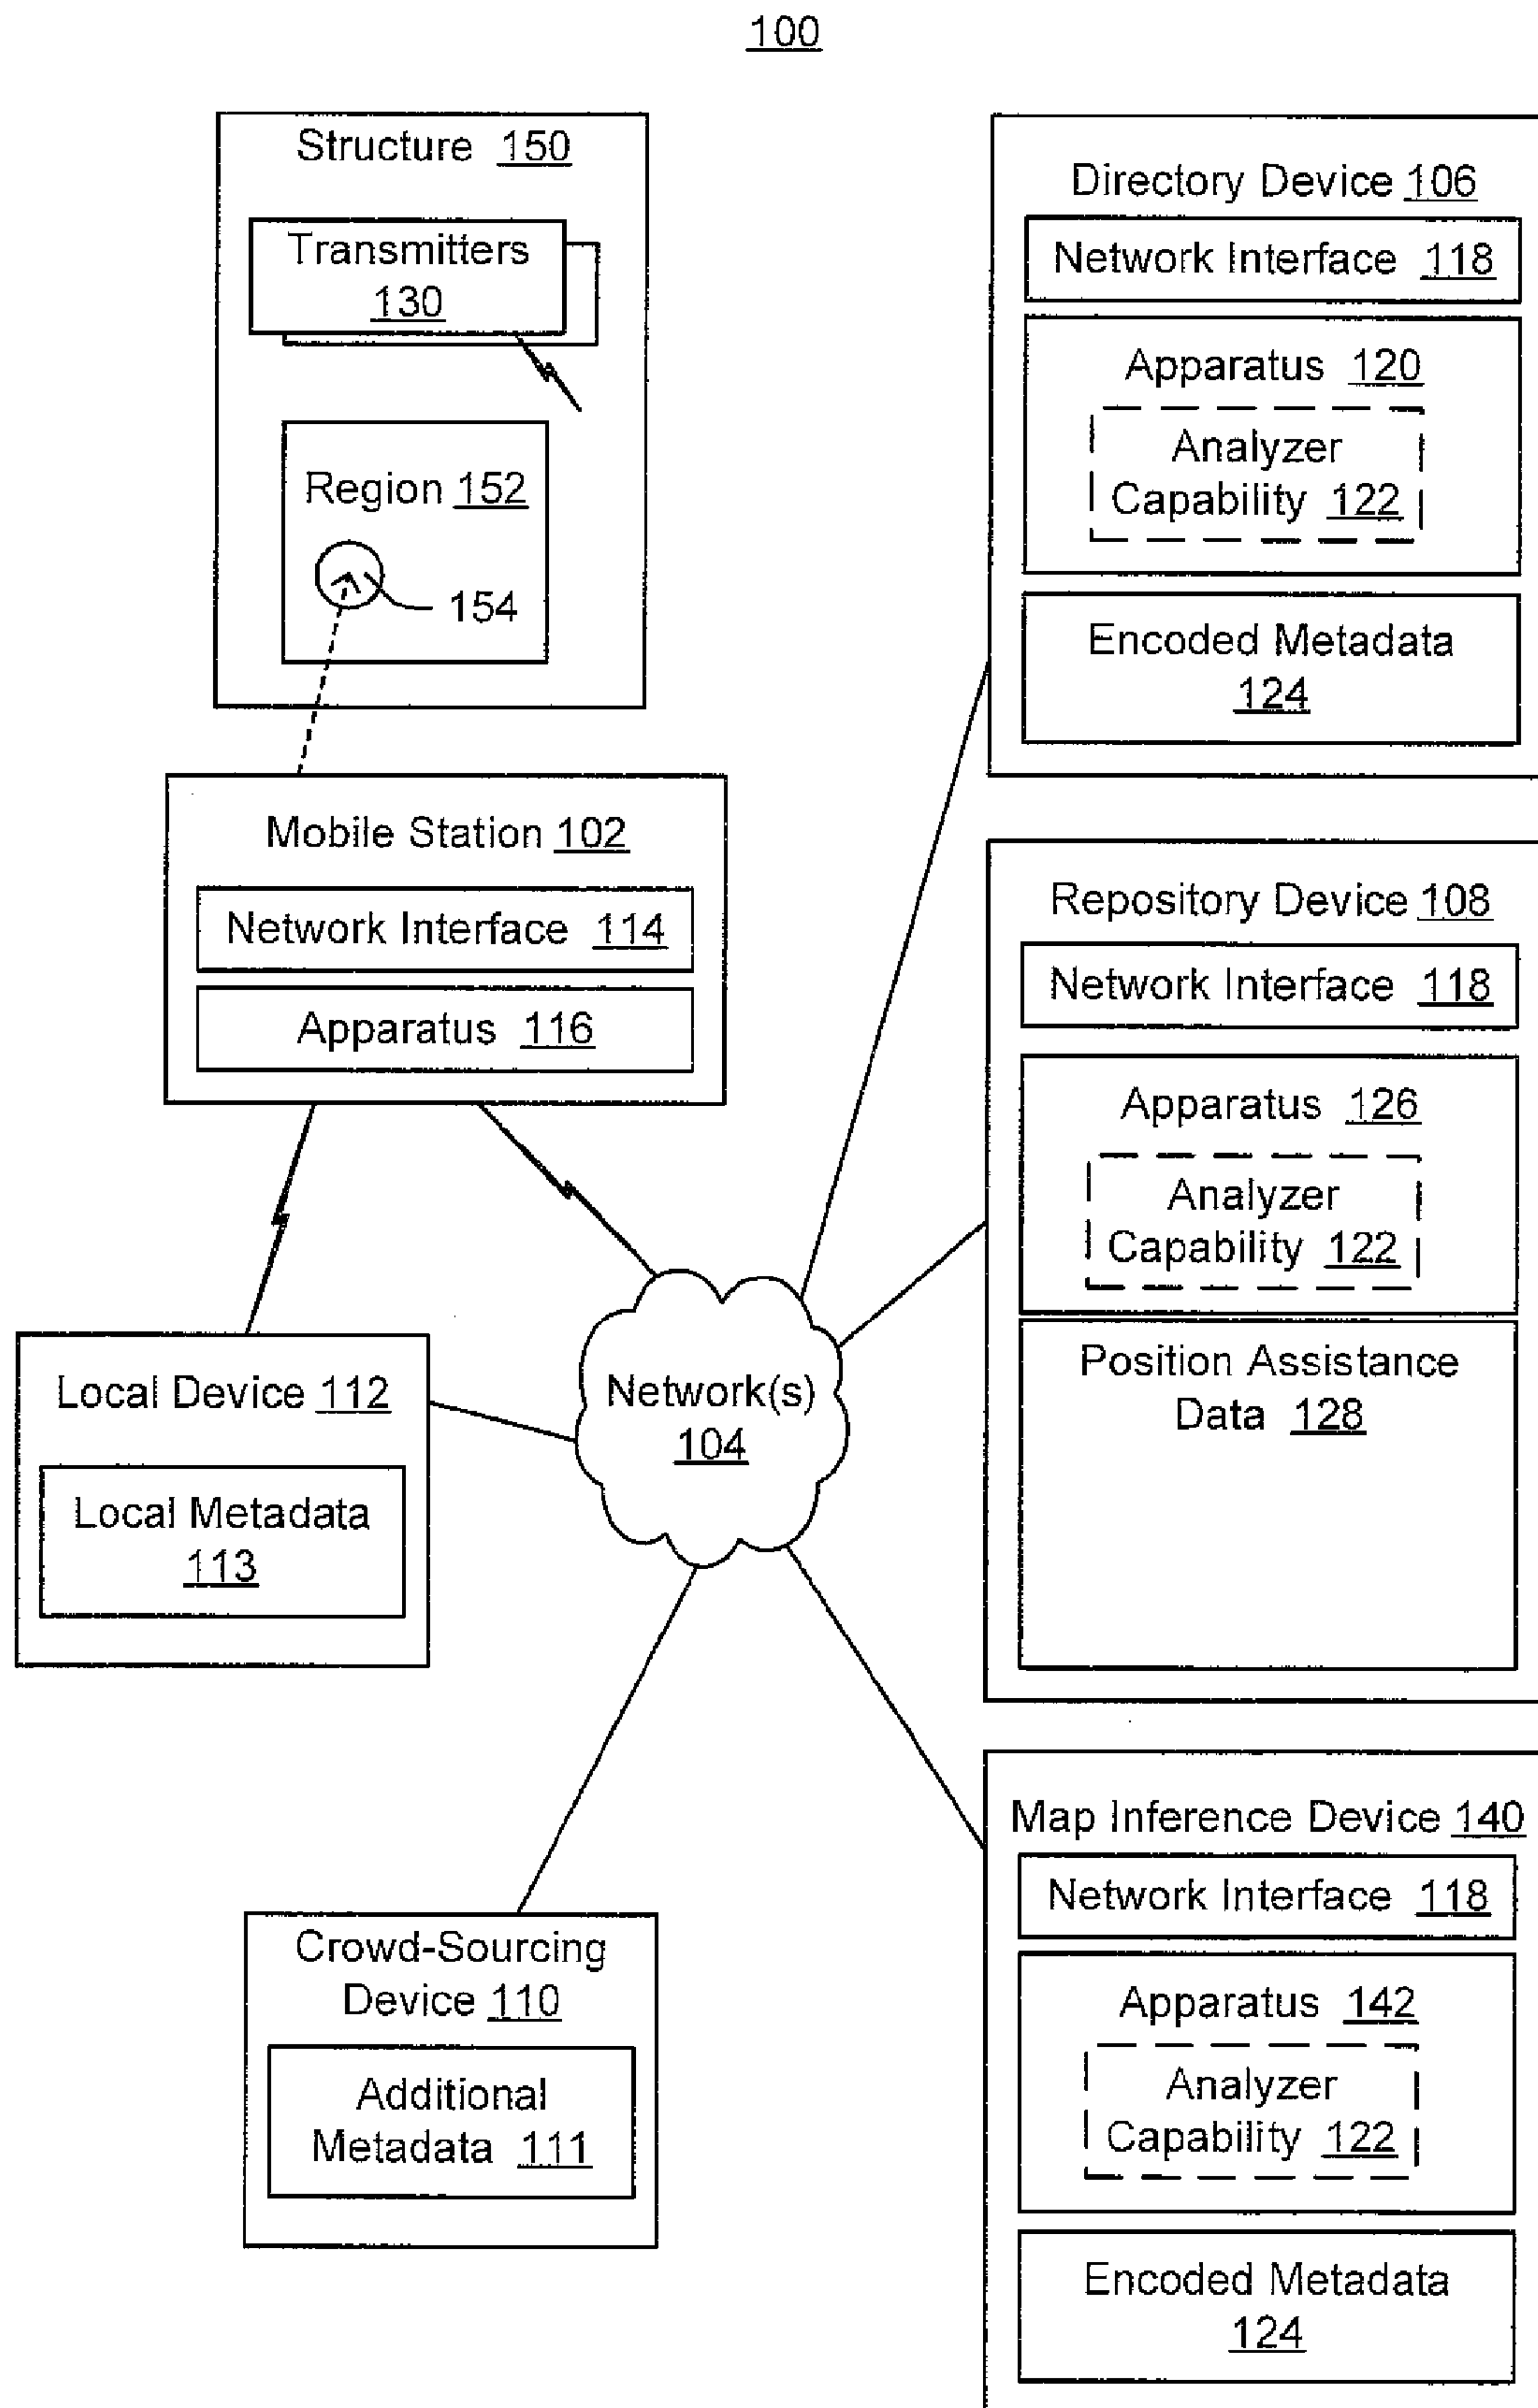 100
Structure 150
Transmitters
130
Region 152
154
Mobile Station 102
Network Interface 114
Apparatus 116
Local Device 112
Local Metadata
113
Network(s)
104
Crowd-Sourcing
Device 110
Additional
Metadata 111
Directory Device 106
Network Interface 118
Apparatus 120
Analyzer
Capability 122
Encoded Metadata
124
Repository Device 108
Network Interface 118
Apparatus 126
Analyzer
Capability 122
Position Assistance
Data 128
Map Inference Device 140
Network Interface 118
Apparatus 142
Analyzer
Capability 122
Encoded Metadata
124